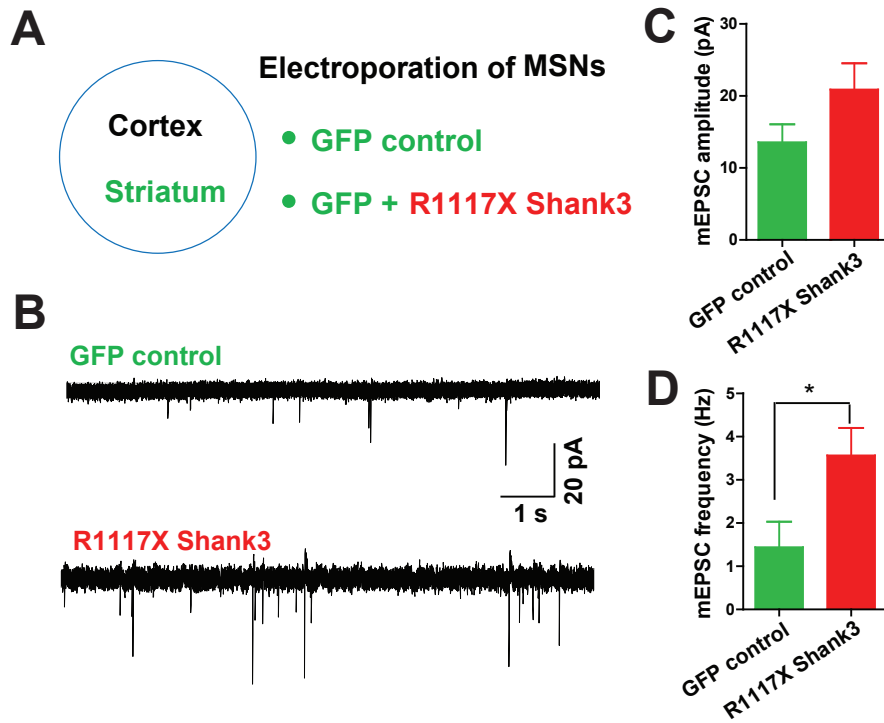 A
Cortex
Striatum
Electroporation of MSNs
• GFP control
• GFP + R1117X Shank3
B
GFP control
20 pA
1 s
R1117X Shank3
C
mEPSC amplitude (pA)
30
20
10
0
GFP control
R1117X Shank3
D
mEPSC frequency (Hz)
5
4
3
2
1
0
*
GFP control
R1117X Shank3